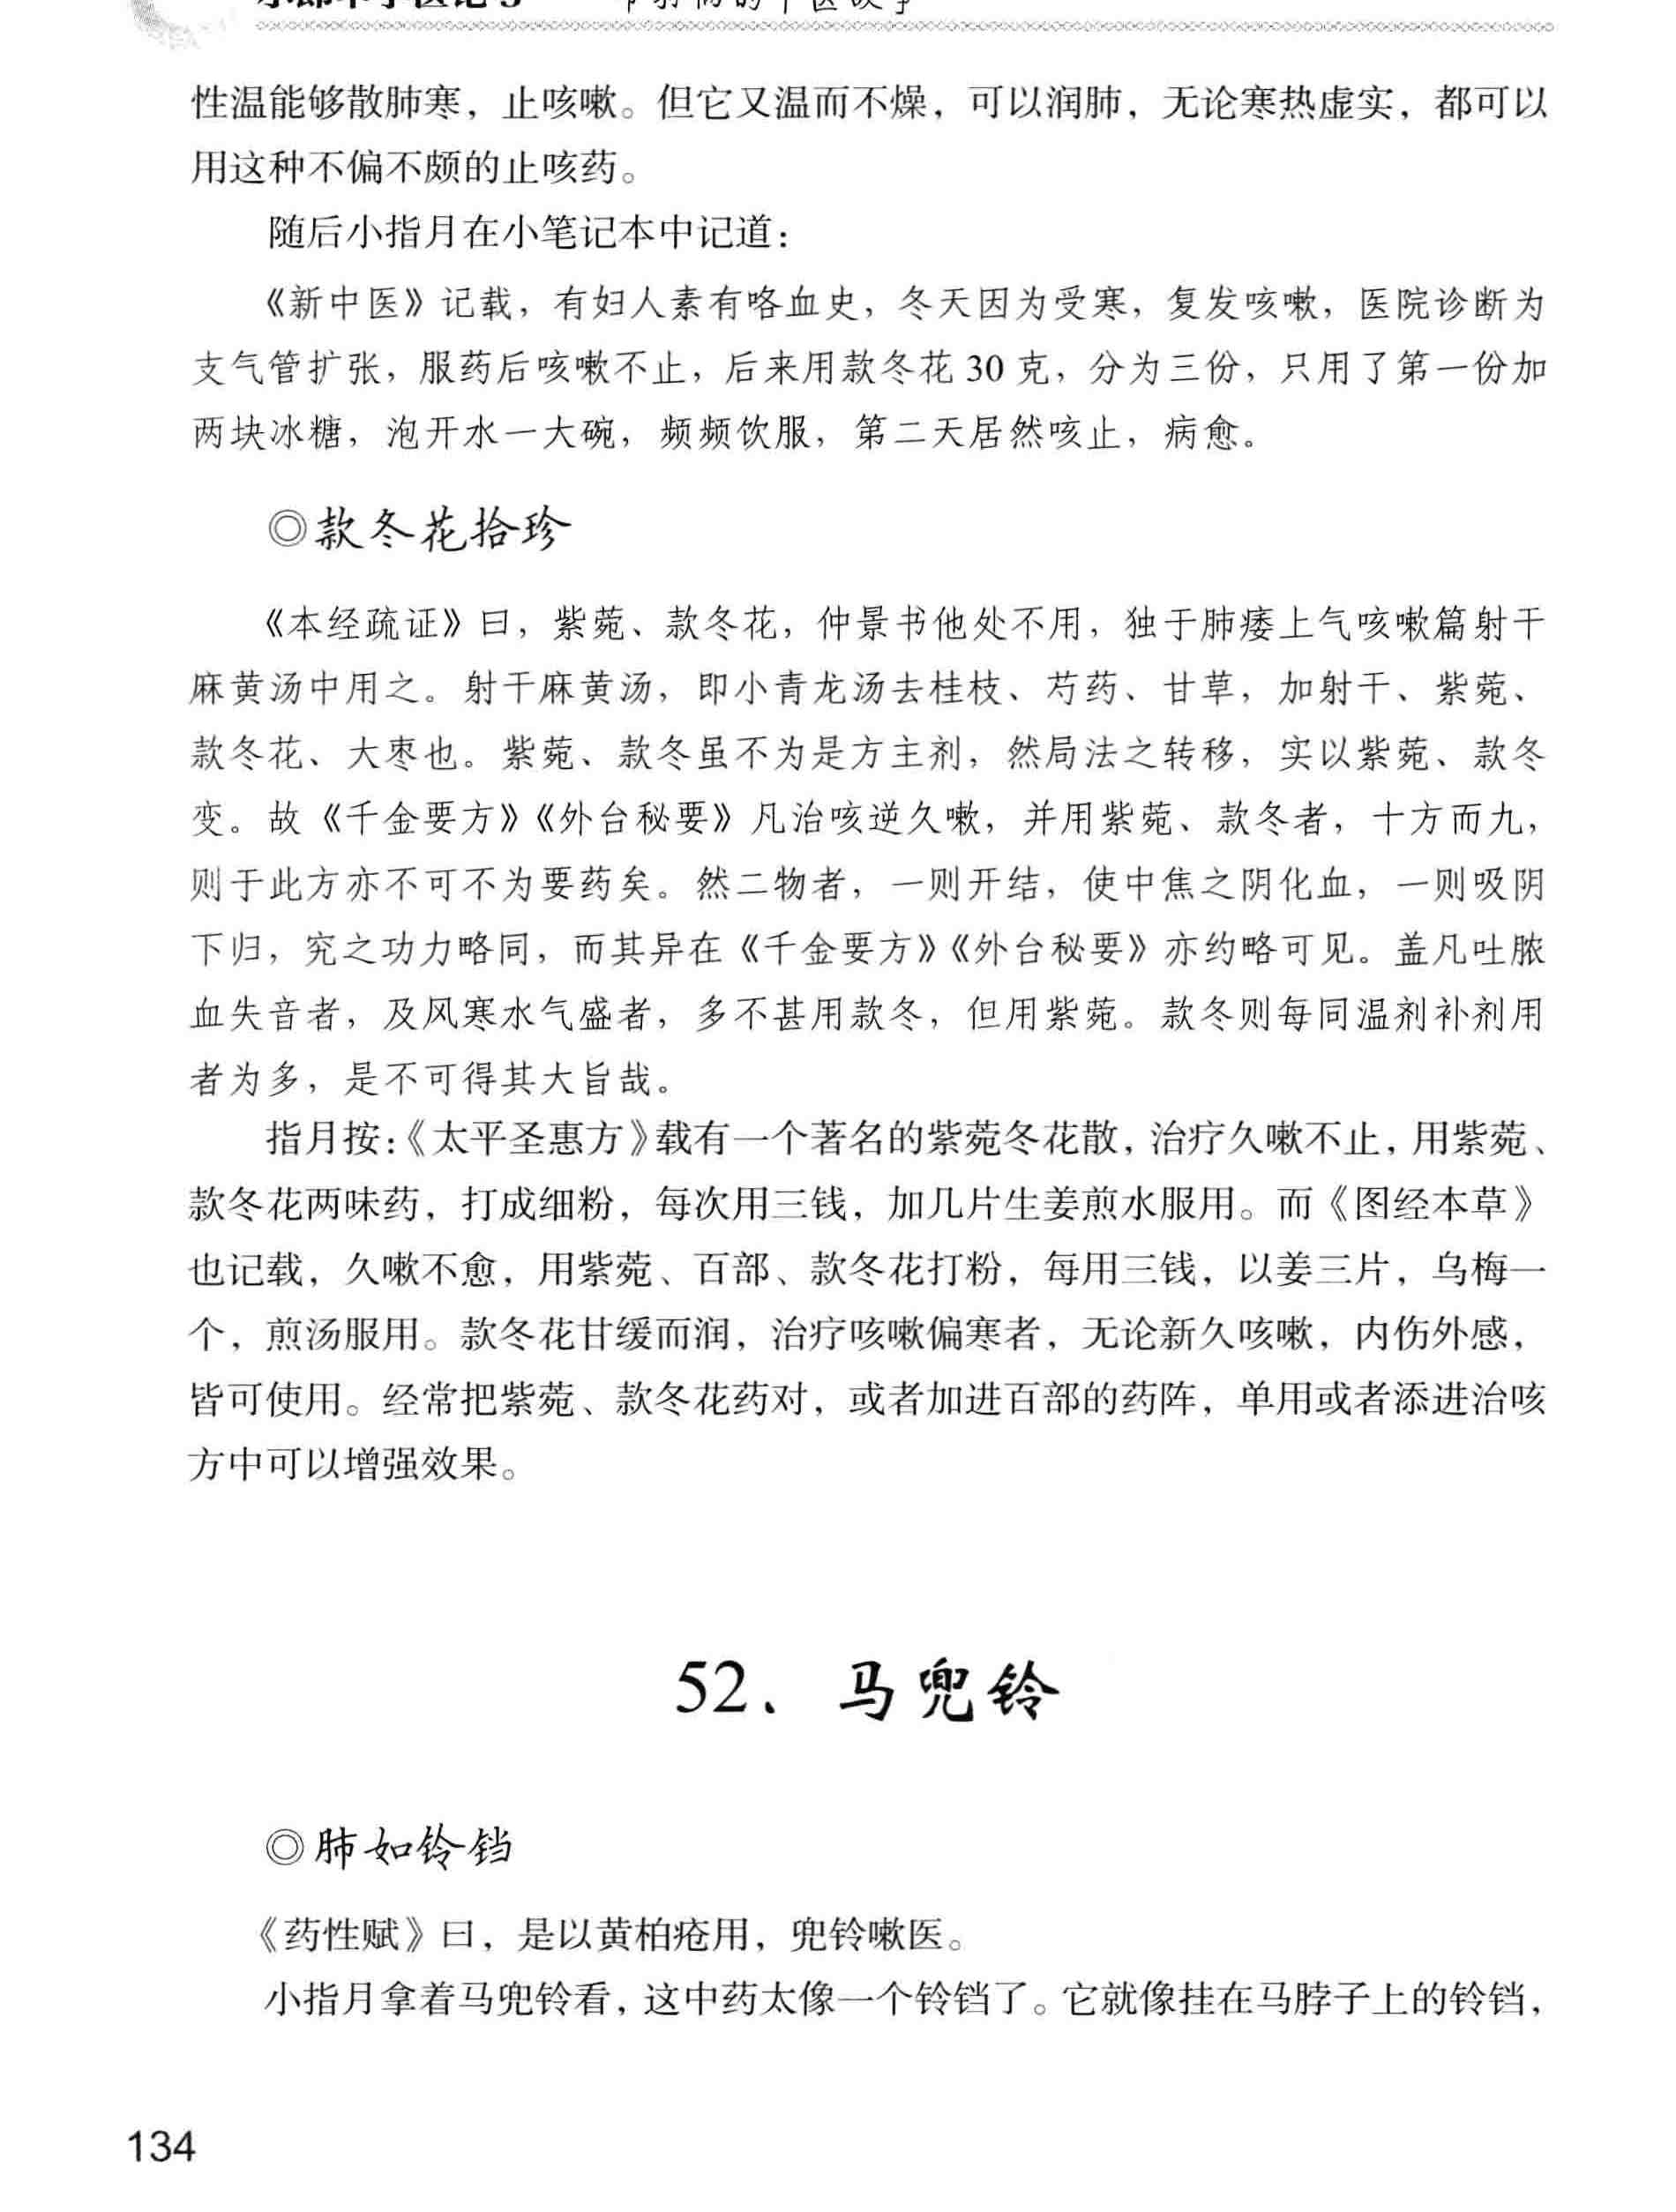 性温能够散肺寒，止咳嗽。但它又温而不燥，可以润肺，无论寒热虚实，都可以
用这种不偏不颇的止咳药。
随后小指月在小笔记本中记道：
《新中医》记载，有妇人素有咯血史，冬天因为受寒，复发咳嗽，医院诊断为
支气管扩张，服药后咳嗽不止，后来用款冬花 30 克，分为三份，只用了第一份加
两块冰糖，泡开水一大碗，频频饮服，第二天居然咳止，病愈。
◎款冬花拾珍
《本经疏证》曰，紫菀、款冬花，仲景书他处不用，独于肺痿上气咳嗽篇射干
麻黄汤中用之。射干麻黄汤，即小青龙汤去桂枝、芍药、甘草，加射干、紫菀、
款冬花、大枣也。紫菀、款冬虽不为是方主剂，然局法之转移，实以紫菀、款冬
变。故《千金要方》《外台秘要》凡治咳逆久嗽，并用紫菀、款冬者，十方而九，
则于此方亦不可不为要药矣。然二物者，一则开结，使中焦之阴化血，一则吸阴
下归，究之功力略同，而其异在《千金要方》《外台秘要》亦约略可见。盖凡吐脓
血失音者，及风寒水气盛者，多不甚用款冬，但用紫菀。款冬则每同温剂补剂用
者为多，是不可得其大旨哉。
指月按：《太平圣惠方》载有一个著名的紫菀冬花散，治疗久嗽不止，用紫菀、
款冬花两味药，打成细粉，每次用三钱，加几片生姜煎水服用。而《图经本草》
也记载，久嗽不愈，用紫菀、百部、款冬花打粉，每用三钱，以姜三片，乌梅一
个，煎汤服用。款冬花甘缓而润，治疗咳嗽偏寒者，无论新久咳嗽，内伤外感，
皆可使用。经常把紫菀、款冬花药对，或者加进百部的药阵，单用或者添进治咳
方中可以增强效果。
52．马兜铃
◎肺如铃铛
《药性赋》曰，是以黄柏疮用，兜铃嗽医。
小指月拿着马兜铃看，这中药太像一个铃铛了。它就像挂在马脖子上的铃铛，
134